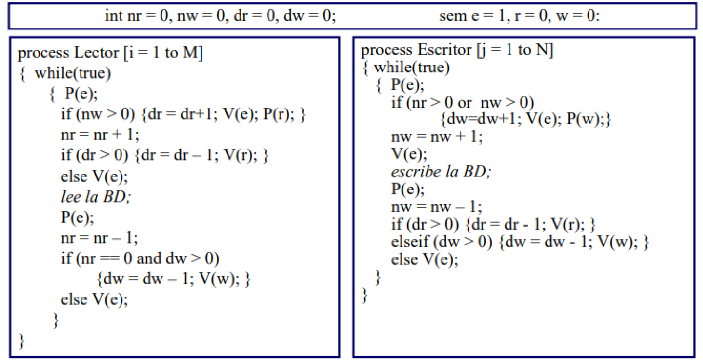 int nr = 0, nw = 0, dr = 0, dw = 0;
sem e = 1, r = 0, w = 0:
process Lector [i = 1 to M]
{ while(true)
{ P(e);
if (nw > 0) {dr = dr+1; V(e); P(r); }
nr = nr + 1;
if (dr > 0) {dr = dr – 1; V(r); }
else V(e);
lee la BD;
P(e);
nr = nr – 1;
if (nr == 0 and dw > 0)
{dw = dw – 1; V(w); }
else V(e);
}
}
process Escritor [j = 1 to N]
{ while(true)
{ P(e);
if (nr > 0 or nw > 0)
{dw=dw+1; V(e); P(w);}
nw = nw + 1;
V(e);
escribe la BD;
P(e);
nw = nw – 1;
if (dr > 0) {dr = dr - 1; V(r); }
elseif (dw > 0) {dw = dw - 1; V(w); }
else V(e);
}
}